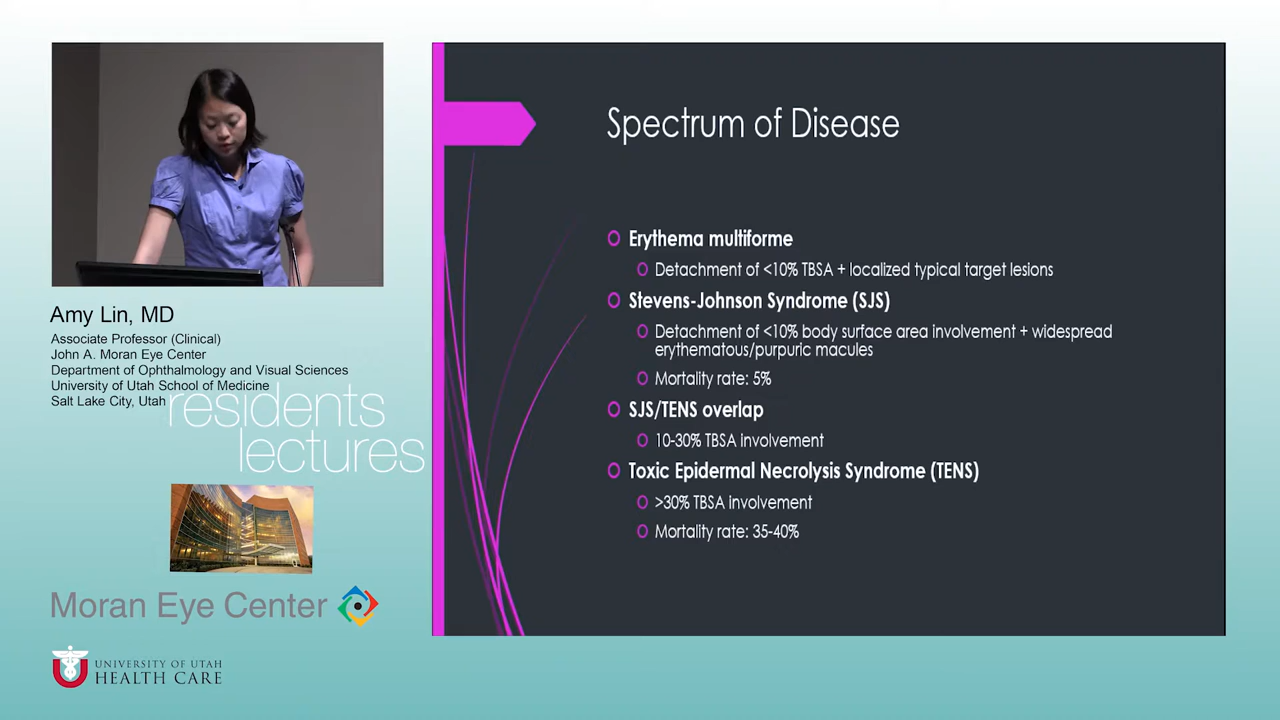 Amy Lin, MD
Associate Professor (Clinical)
John A. Moran Eye Center
Department of Ophthalmology and Visual Sciences
University of Utah School of Medicine
Salt Lake City, Utah
residents
lectures
Moran Eye Center
UNIVERSITY OF UTAH
HEALTH CARE
Spectrum of Disease
Erythema multiforme
Detachment of <10% TBSA + localized typical target lesions
Stevens-Johnson Syndrome (SJS)
Detachment of <10% body surface area involvement + widespread
erythematous/purpuric macules
Mortality rate: 5%
SJS/TENS overlap
10-30% TBSA involvement
Toxic Epidermal Necrolysis Syndrome (TENS)
>30% TBSA involvement
Mortality rate: 35-40%